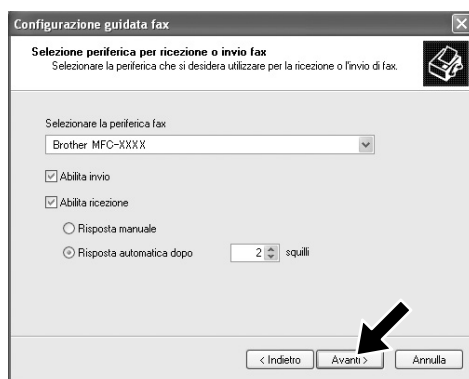 Configurazione guidata fax
Selezione periferica per ricezione o invio fax
Selezionare la periferica che si desidera utilizzare per la ricezione o l'invio di fax.
Selezionare la periferica fax
Brother MFC-XXXX
Abilita invio
Abilita ricezione
Risposta manuale
Risposta automatica dopo 2 squilli
< Indietro Avanti > Annulla